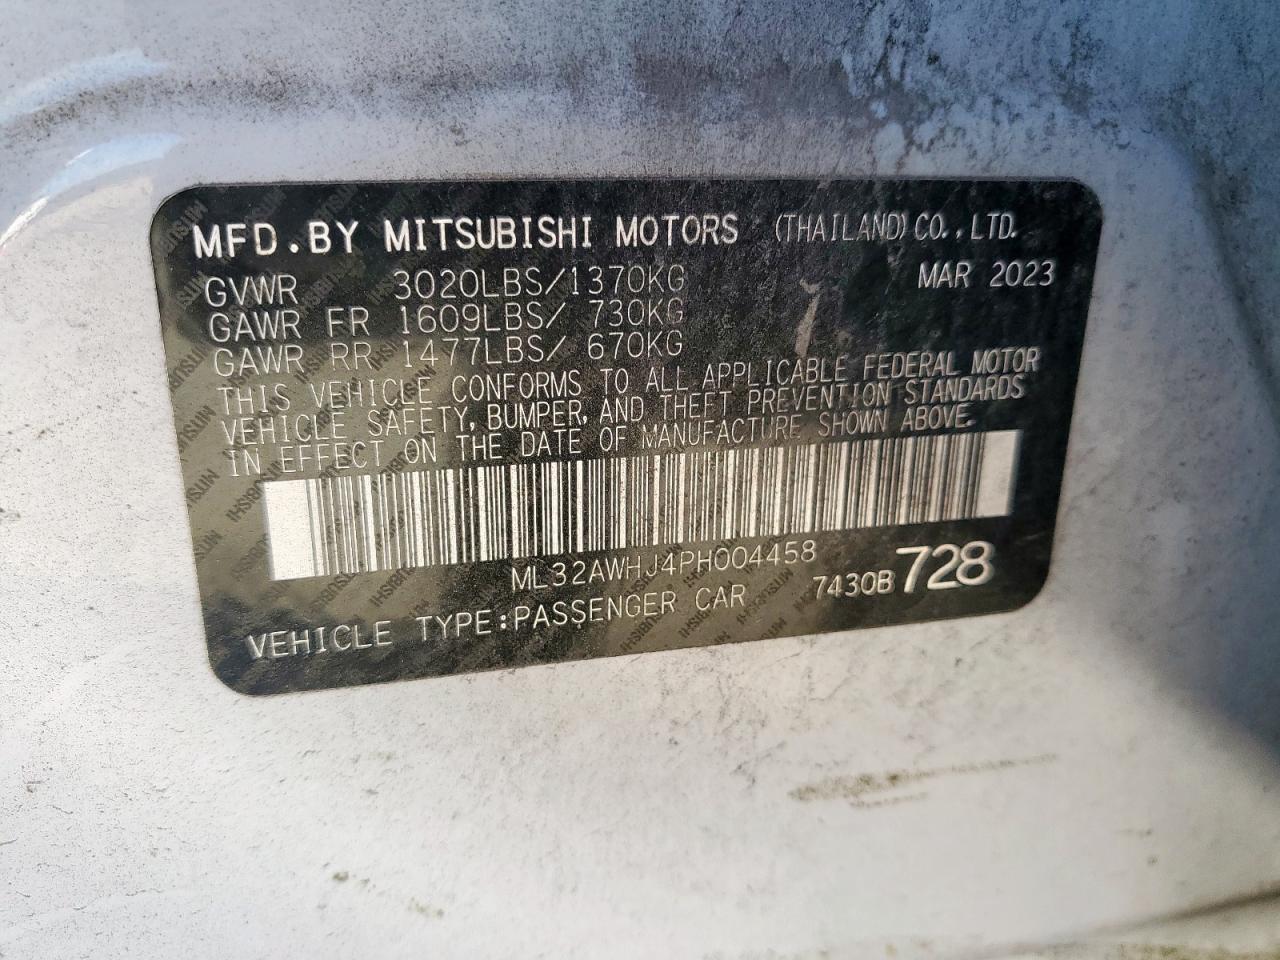 MFD.BY MITSUBISHI MOTORS (THAILAND) CO.,LTD.
GVWR 3020LBS/1370KG MAR 2023
GAWR FR 1609LBS/ 730KG
GAWR RR 1477LBS/ 670KG
THIS VEHICLE CONFORMS TO ALL APPLICABLE FEDERAL MOTOR
VEHICLE SAFETY, BUMPER, AND THEFT PREVENTION STANDARDS
IN EFFECT ON THE DATE OF MANUFACTURE SHOWN ABOVE.
ML32AWHJ4PH004458
7430B 728
VEHICLE TYPE:PASSENGER CAR